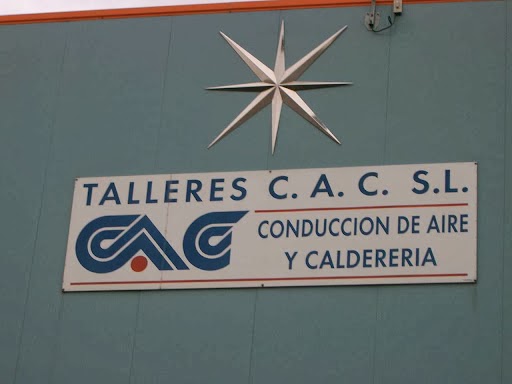 TALLERES C. A. C. S.L.
CAC
CONDUCCION DE AIRE
Y CALDERERIA